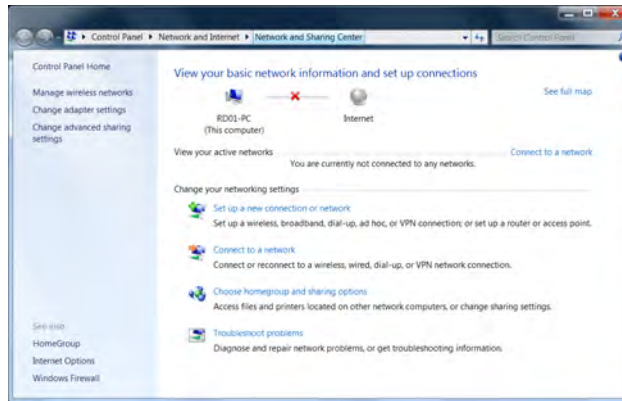 Control Panel ▸ Network and Internet ▸ Network and Sharing Center
Search Control Panel
Control Panel Home
Manage wireless networks
Change adapter settings
Change advanced sharing
settings
View your basic network information and set up connections
See full map
RD01-PC
(This computer)
Internet
View your active networks
Connect to a network
You are currently not connected to any networks.
Change your networking settings
Set up a new connection or network
Set up a wireless, broadband, dial-up, ad hoc, or VPN connection; or set up a router or access point.
Connect to a network
Connect or reconnect to a wireless, wired, dial-up, or VPN network connection.
Choose homegroup and sharing options
Access files and printers located on other network computers, or change sharing settings.
Troubleshoot problems
Diagnose and repair network problems, or get troubleshooting information.
See also
HomeGroup
Internet Options
Windows Firewall